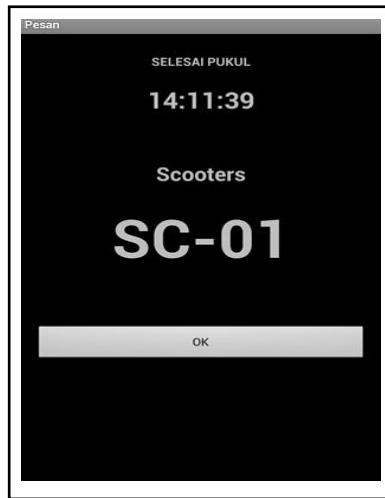 Pesan
SELESAI PUKUL
14:11:39
Scooters
SC-01
OK